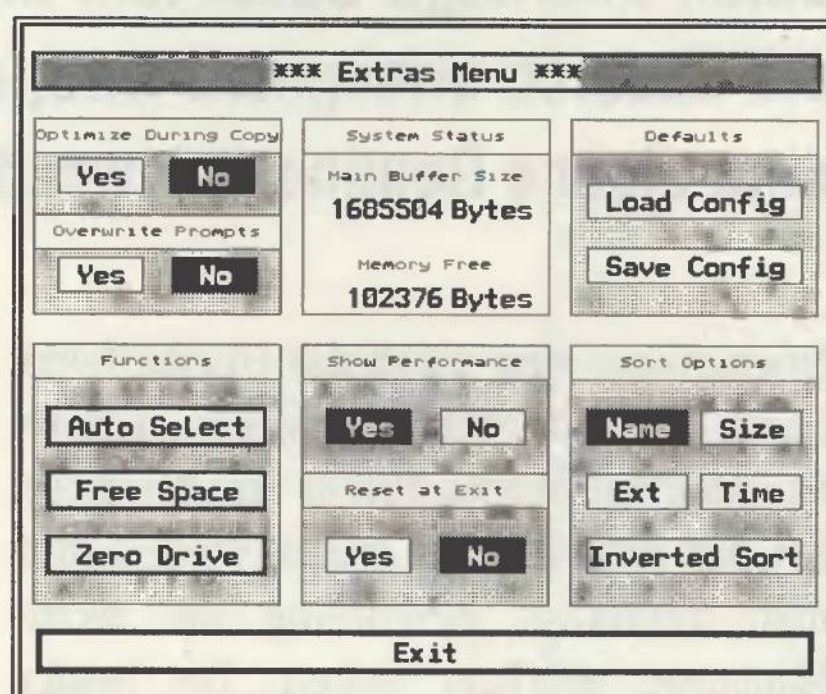 *** Extras Menu ***
Optimize During Copy
Yes No
Overwrite Prompts
Yes No
System Status
Main Buffer Size
1685504 Bytes
Memory Free
102376 Bytes
Defaults
Load Config
Save Config
Functions
Auto Select
Free Space
Zero Drive
Show Performance
Yes No
Reset at Exit
Yes No
Sort Options
Name Size
Ext Time
Inverted Sort
Exit